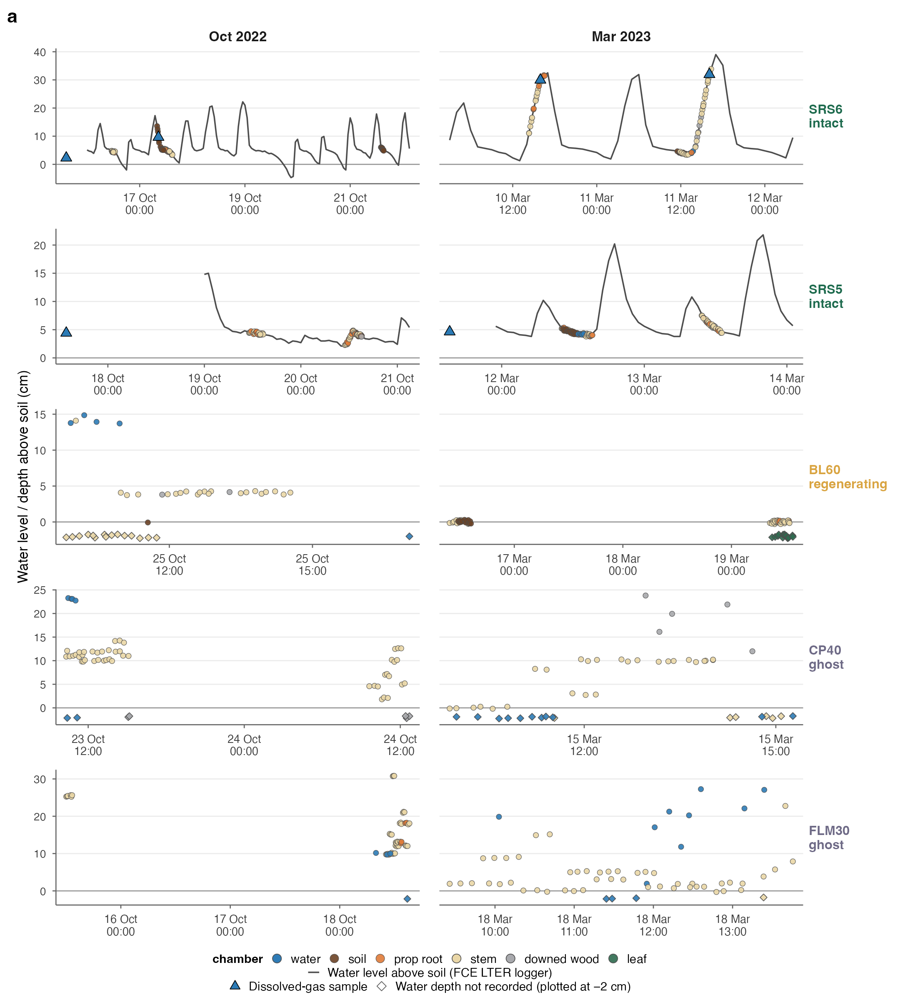 a
Oct 2022
Mar 2023
40
30
20
10
0
17 Oct
00:00
19 Oct
00:00
21 Oct
00:00
10 Mar
12:00
11 Mar
00:00
11 Mar
12:00
12 Mar
00:00
SRS6
intact
20
15
10
5
0
18 Oct
00:00
19 Oct
00:00
20 Oct
00:00
21 Oct
00:00
12 Mar
00:00
13 Mar
00:00
14 Mar
00:00
SRS5
intact
Water level / depth above soil (cm)
15
10
5
0
25 Oct
12:00
25 Oct
15:00
17 Mar
00:00
18 Mar
00:00
19 Mar
00:00
BL60
regenerating
25
20
15
10
5
0
23 Oct
12:00
24 Oct
00:00
24 Oct
12:00
15 Mar
12:00
15 Mar
15:00
CP40
ghost
30
20
10
0
16 Oct
00:00
17 Oct
00:00
18 Oct
00:00
18 Mar
10:00
18 Mar
11:00
18 Mar
12:00
18 Mar
13:00
FLM30
ghost
chamber water soil prop root stem downed wood leaf
Water level above soil (FCE LTER logger)
Dissolved-gas sample Water depth not recorded (plotted at −2 cm)